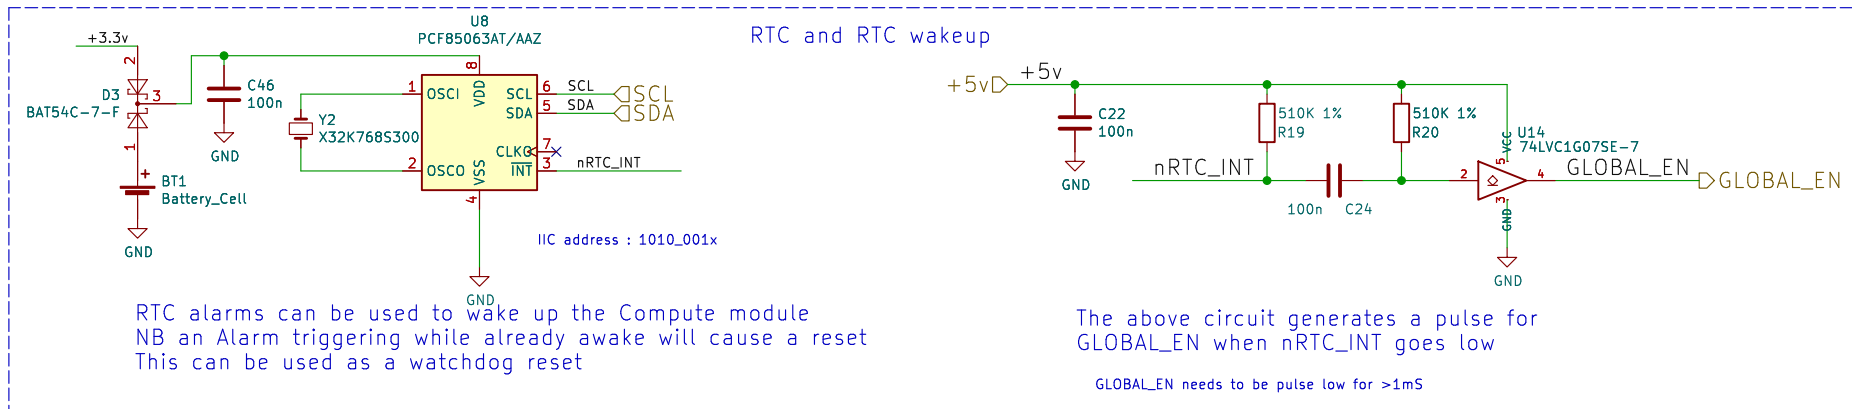 RTC and RTC wakeup
+3.3v
2
D3
BAT54C-7-F
3
1
+
BT1
Battery_Cell
GND
C46
100n
GND
U8
PCF85063AT/AAZ
8
VDD
1
OSCI
2
OSCO
Y2
X32K768S300
SCL
6
SCL
SCL
SDA
5
SDA
SDA
CLKO
7
INT
3
nRTC_INT
VSS
4
GND
IIC address : 1010_001x
RTC alarms can be used to wake up the Compute module
NB an Alarm triggering while already awake will cause a reset
This can be used as a watchdog reset
+5v
+5v
C22
100n
GND
510K 1%
R19
510K 1%
R20
nRTC_INT
100n
C24
U14
74LVC1G07SE-7
VCC
5
2
4
3
GND
GND
GLOBAL_EN
GLOBAL_EN
The above circuit generates a pulse for
GLOBAL_EN when nRTC_INT goes low
GLOBAL_EN needs to be pulse low for >1mS